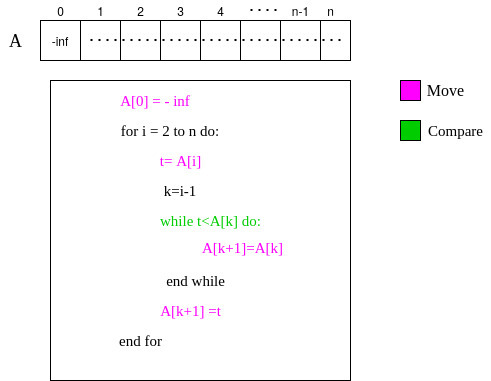 0 1 2 3 4 .... n-1 n
A -inf ...............................
A[0] = - inf
for i = 2 to n do:
t= A[i]
k=i-1
while t<A[k] do:
A[k+1]=A[k]
end while
A[k+1] =t
end for
Move
Compare